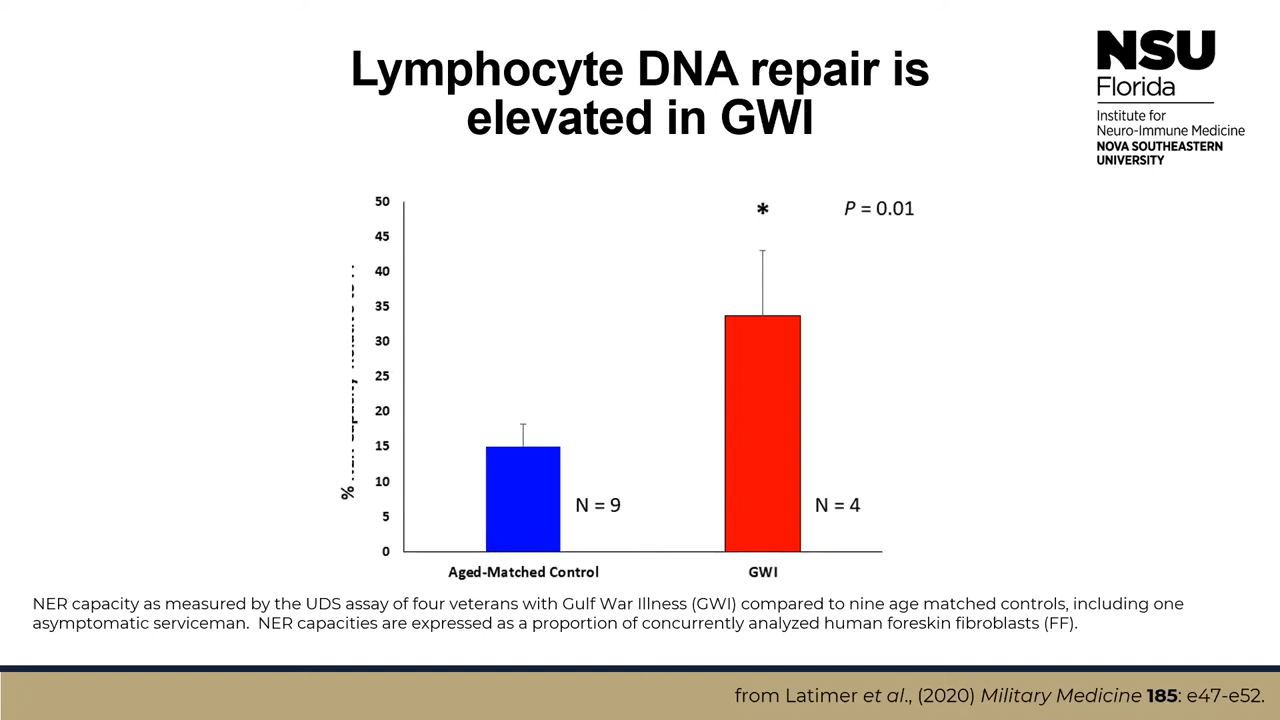 Lymphocyte DNA repair is
elevated in GWI
NSU
Florida
Institute for
Neuro-Immune Medicine
NOVA SOUTHEASTERN
UNIVERSITY
50
45
40
35
30
25
20
15
10
5
0
%
*
P = 0.01
N = 9
N = 4
Aged-Matched Control
GWI
NER capacity as measured by the UDS assay of four veterans with Gulf War Illness (GWI) compared to nine age matched controls, including one
asymptomatic serviceman. NER capacities are expressed as a proportion of concurrently analyzed human foreskin fibroblasts (FF).
from Latimer et al., (2020) Military Medicine 185: e47-e52.